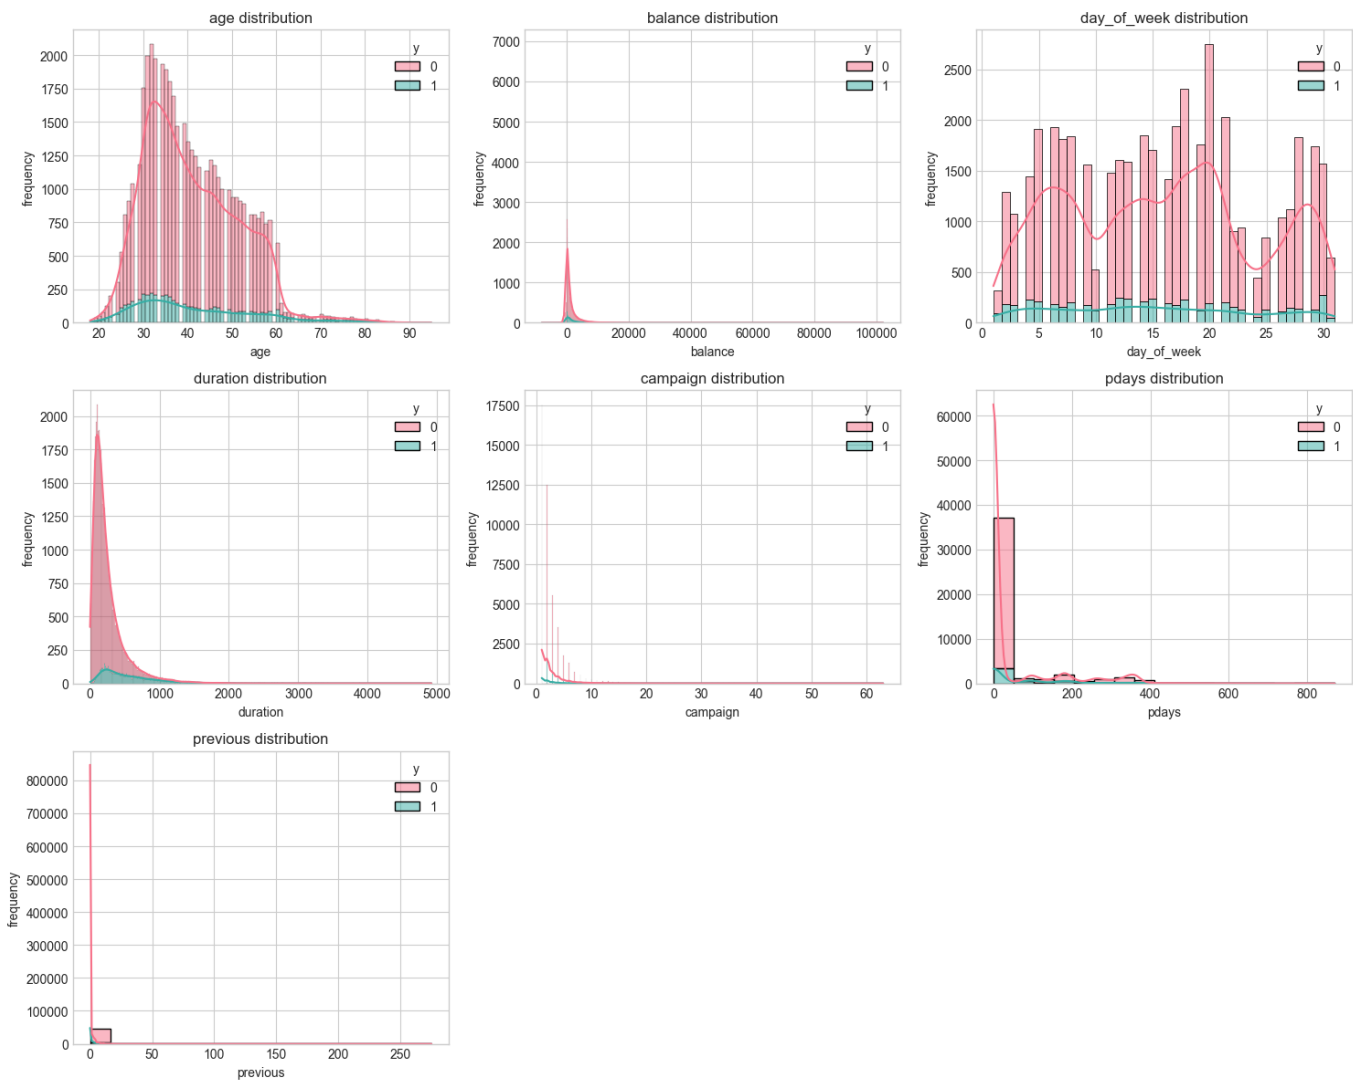 age distribution
y
0
1
2000
1750
1500
1250
1000
750
500
250
0
frequency
20 30 40 50 60 70 80 90
age
balance distribution
y
0
1
7000
6000
5000
4000
3000
2000
1000
0
frequency
0 20000 40000 60000 80000 100000
balance
day_of_week distribution
y
0
1
2500
2000
1500
1000
500
0
frequency
0 5 10 15 20 25 30
day_of_week
duration distribution
y
0
1
2000
1750
1500
1250
1000
750
500
250
0
frequency
0 1000 2000 3000 4000 5000
duration
campaign distribution
y
0
1
17500
15000
12500
10000
7500
5000
2500
0
frequency
0 10 20 30 40 50 60
campaign
pdays distribution
y
0
1
60000
50000
40000
30000
20000
10000
0
frequency
0 200 400 600 800
pdays
previous distribution
y
0
1
800000
700000
600000
500000
400000
300000
200000
100000
0
frequency
0 50 100 150 200 250
previous